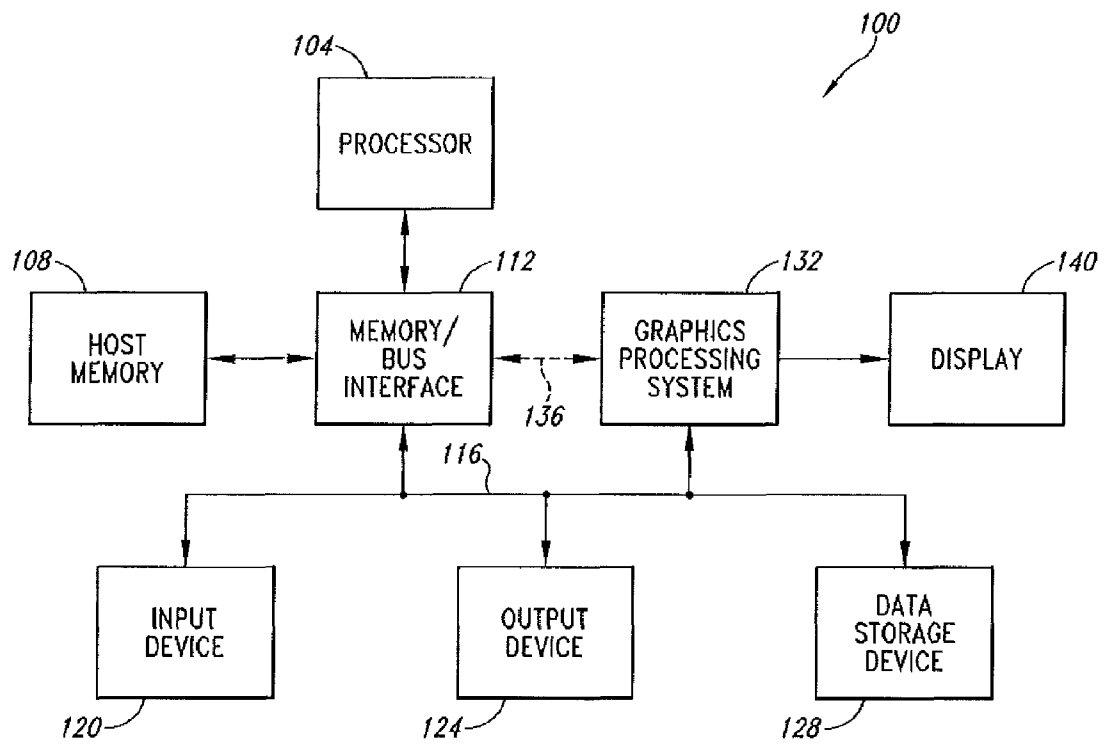 100
104
PROCESSOR
108
HOST
MEMORY
112
MEMORY/
BUS
INTERFACE
136
132
GRAPHICS
PROCESSING
SYSTEM
140
DISPLAY
116
INPUT
DEVICE
120
OUTPUT
DEVICE
124
DATA
STORAGE
DEVICE
128